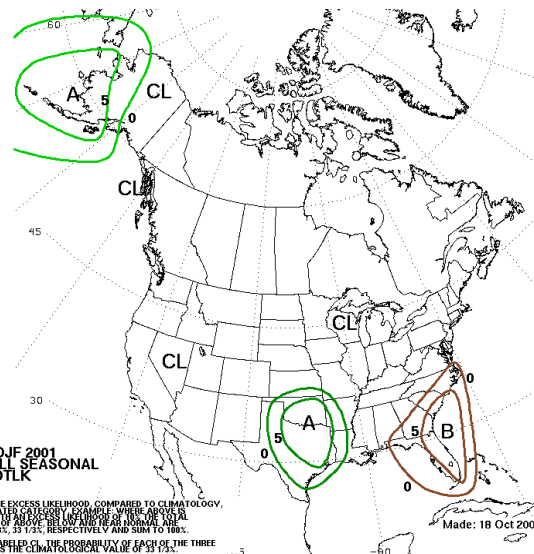 60
A
5
0
CL
CL
45
CL
CL
30
A
5
0
0
5
B
0
DJF 2001
LL SEASONAL
OTLK
E EXCESS LIKELIHOOD, COMPARED TO CLIMATOLOGY,
ATED CATEGORY. EXAMPLE: WHERE ABOVE IS
TH AN EXCESS LIKELIHOOD OF 10% THE TOTAL
OF ABOVE, BELOW AND NEAR NORMAL ARE
3%, 33 1/3%, RESPECTIVELY AND SUM TO 100%.
ABELED CL, THE PROBABILITY OF EACH OF THE THREE
S THE CLIMATOLOGICAL VALUE OF 33 1/3%.
Made: 18 Oct 200